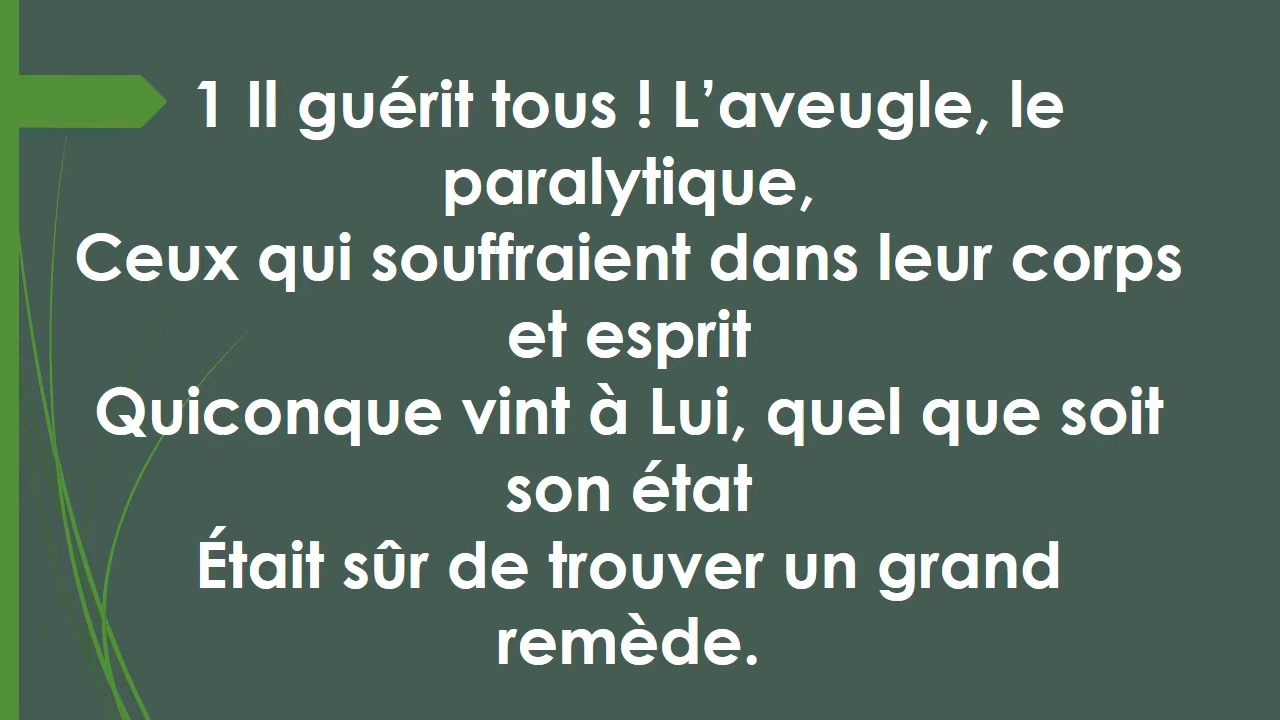 1 Il guérit tous ! L’aveugle, le
paralytique,
Ceux qui souffraient dans leur corps
et esprit
Quiconque vint à Lui, quel que soit
son état
Était sûr de trouver un grand
remède.